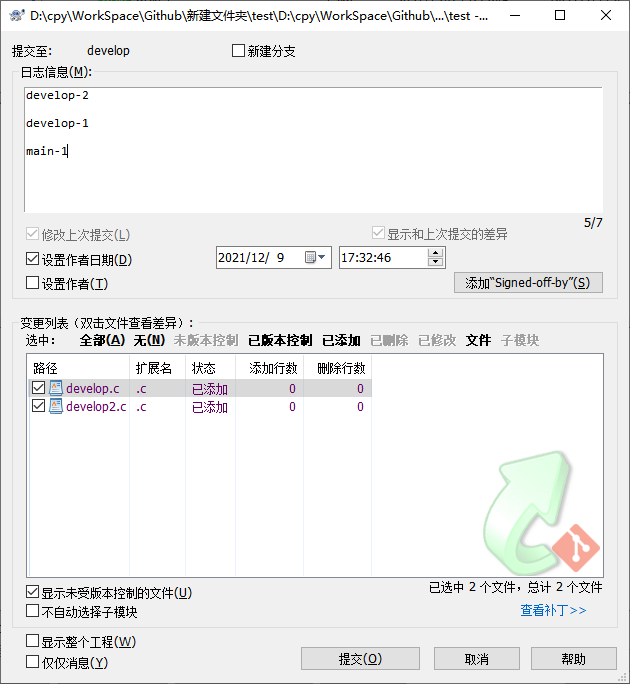 D:\cpy\WorkSpace\Github\新建文件夹\test\D:\cpy\WorkSpace\Github\...\test -...
提交至: develop 新建分支
日志信息(M):
develop-2
develop-1
main-1
5/7
修改上次提交(L) 显示和上次提交的差异
设置作者日期(D) 2021/12/ 9 17:32:46
设置作者(T) 添加“Signed-off-by”(S)
变更列表（双击文件查看差异）:
选中: 全部(A) 无(N) 未版本控制 已版本控制 已添加 已删除 已修改 文件 子模块
路径 扩展名 状态 添加行数 删除行数
develop.c .c 已添加 0 0
develop2.c .c 已添加 0 0
显示未受版本控制的文件(U) 已选中 2 个文件，总计 2 个文件
不自动选择子模块 查看补丁>>
显示整个工程(W)
仅仅消息(Y) 提交(O) 取消 帮助